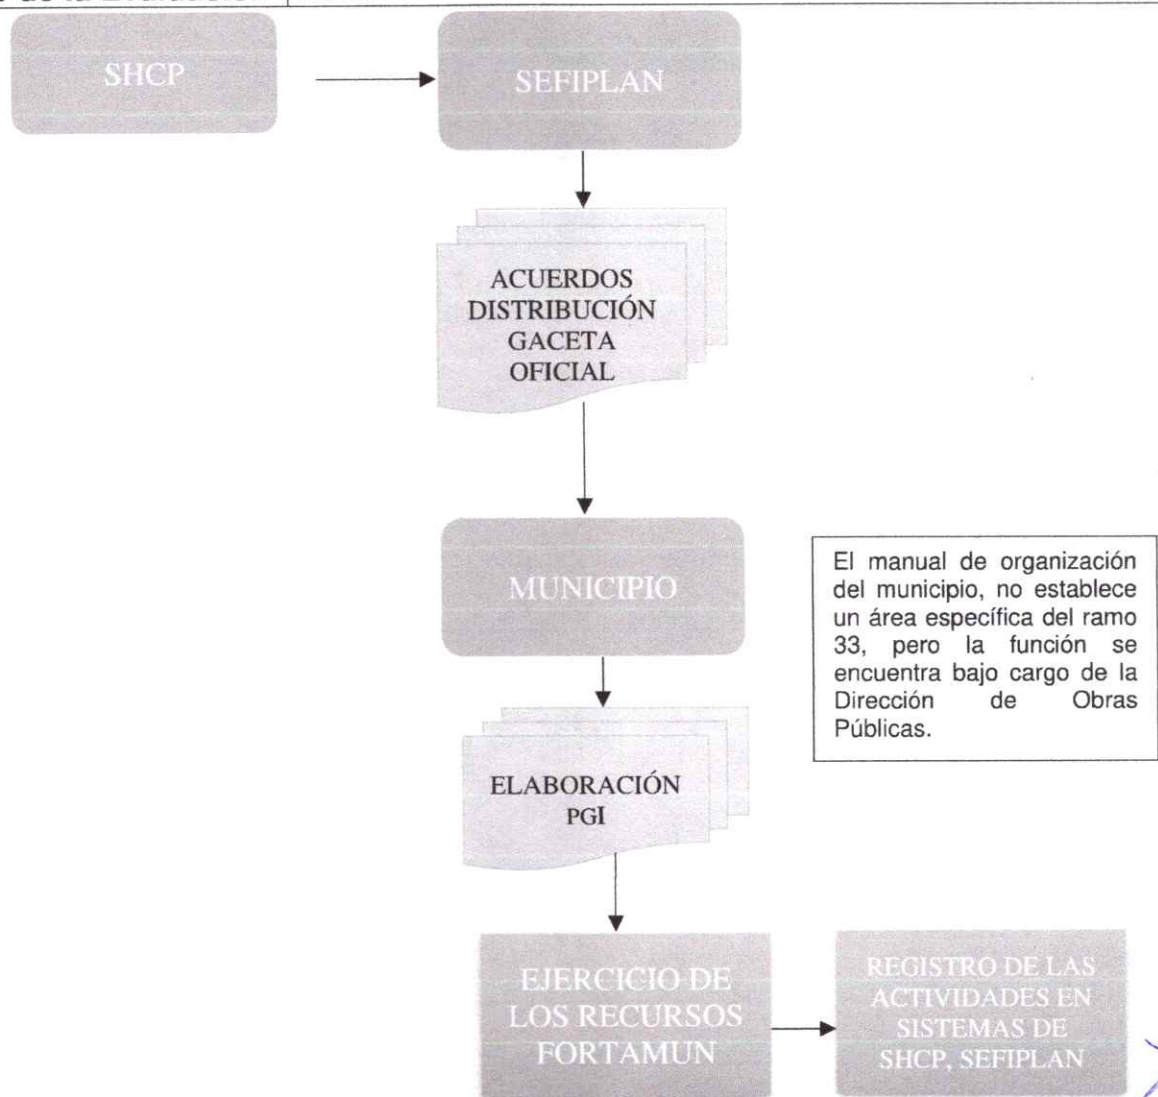 de la Evaluación
SHCP
SEFIPLAN
ACUERDOS
DISTRIBUCIÓN
GACETA
OFICIAL
MUNICIPIO
El manual de organización
del municipio, no establece
un área específica del ramo
33, pero la función se
encuentra bajo cargo de la
Dirección de Obras
Públicas.
ELABORACIÓN
PGI
EJERCICIO DE
LOS RECURSOS
FORTAMUN
REGISTRO DE LAS
ACTIVIDADES EN
SISTEMAS DE
SHCP, SEFIPLAN